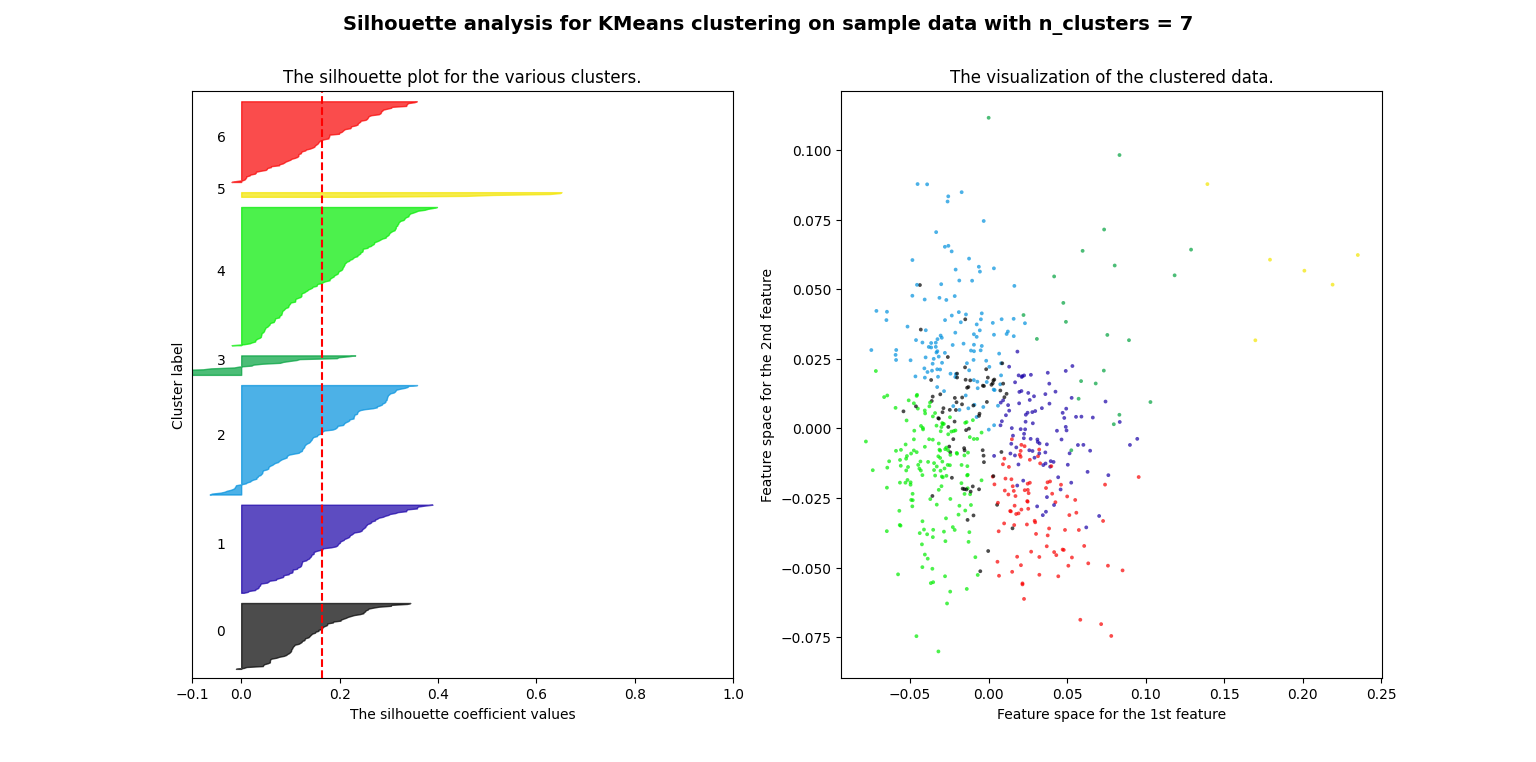 Silhouette analysis for KMeans clustering on sample data with n_clusters = 7
The silhouette plot for the various clusters.
6
5
4
3
2
1
0
Cluster label
−0.1 0.0 0.2 0.4 0.6 0.8 1.0
The silhouette coefficient values
The visualization of the clustered data.
0.100
0.075
0.050
0.025
0.000
−0.025
−0.050
−0.075
Feature space for the 2nd feature
−0.05 0.00 0.05 0.10 0.15 0.20 0.25
Feature space for the 1st feature